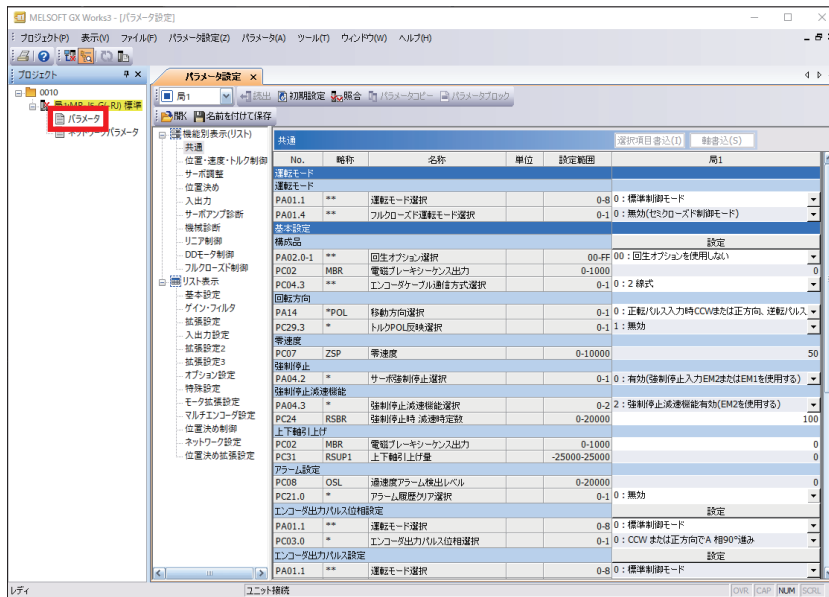 MELSOFT GX Works3 - [パラメータ設定]
プロジェクト(P) 表示(V) ファイル(F) パラメータ設定(Z) パラメータ(A) ツール(T) ウィンドウ(W) ヘルプ(H)
プロジェクト
パラメータ設定
0010
局1:MR-J5-G(-RJ) 標準
パラメータ
ネットワークパラメータ
局1 読出 初期設定 照合 パラメータコピー パラメータブロック
開く 名前を付けて保存
機能別表示(リスト)
共通
位置・速度・トルク制御
サーボ調整
位置決め
入出力
サーボアンプ診断
機械診断
リニア制御
DDモータ制御
フルクローズド制御
リスト表示
基本設定
ゲイン・フィルタ
拡張設定
入出力設定
拡張設定2
拡張設定3
オプション設定
特殊設定
モータ拡張設定
マルチエンコーダ設定
位置決め制御
ネットワーク設定
位置決め拡張設定
共通 選択項目書込(I) 軸書込(S)
No. 略称 名称 単位 設定範囲 局1
運転モード
運転モード
PA01.1 ** 運転モード選択 0-8 0：標準制御モード
PA01.4 ** フルクローズド運転モード選択 0-1 0：無効(セミクローズド制御モード)
基本設定
構成品 設定
PA02.0-1 ** 回生オプション選択 00-FF 00：回生オプションを使用しない
PC02 MBR 電磁ブレーキシーケンス出力 0-1000 0
PC04.3 ** エンコーダケーブル通信方式選択 0-1 0：2 線式
回転方向
PA14 *POL 移動方向選択 0-1 0：正転パルス入力時CCWまたは正方向、逆転パルス
PC29.3 * トルクPOL反映選択 0-1 1：無効
零速度
PC07 ZSP 零速度 0-10000 50
強制停止
PA04.2 * サーボ強制停止選択 0-1 0：有効(強制停止入力EM2またはEM1を使用する)
強制停止減速機能
PA04.3 * 強制停止減速機能選択 0-2 2：強制停止減速機能有効(EM2を使用する)
PC24 RSBR 強制停止時 減速時定数 0-20000 100
上下軸引上げ
PC02 MBR 電磁ブレーキシーケンス出力 0-1000 0
PC31 RSUP1 上下軸引上げ量 -25000-25000 0
アラーム設定
PC08 OSL 過速度アラーム検出レベル 0-20000 0
PC21.0 * アラーム履歴クリア選択 0-1 0：無効
エンコーダ出力パルス位相設定 設定
PA01.1 ** 運転モード選択 0-8 0：標準制御モード
PC03.0 * エンコーダ出力パルス位相選択 0-1 0：CCW または正方向でA 相90°進み
エンコーダ出力パルス設定 設定
PA01.1 ** 運転モード選択 0-8 0：標準制御モード
レディ ユニット接続 OVR CAP NUM SCRL